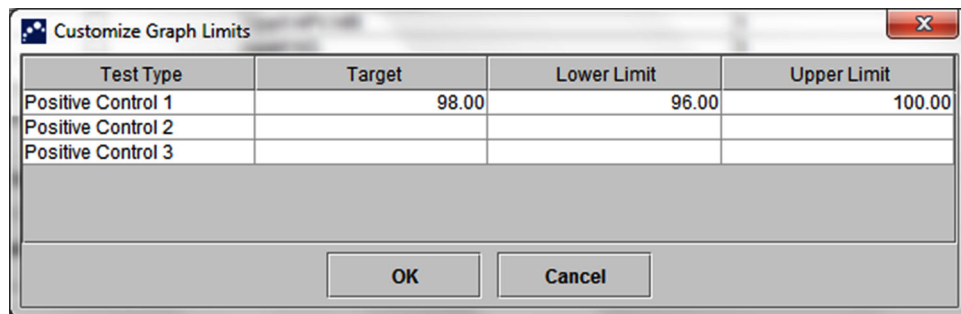 Customize Graph Limits
Test Type Target Lower Limit Upper Limit
Positive Control 1 98.00 96.00 100.00
Positive Control 2
Positive Control 3
OK Cancel